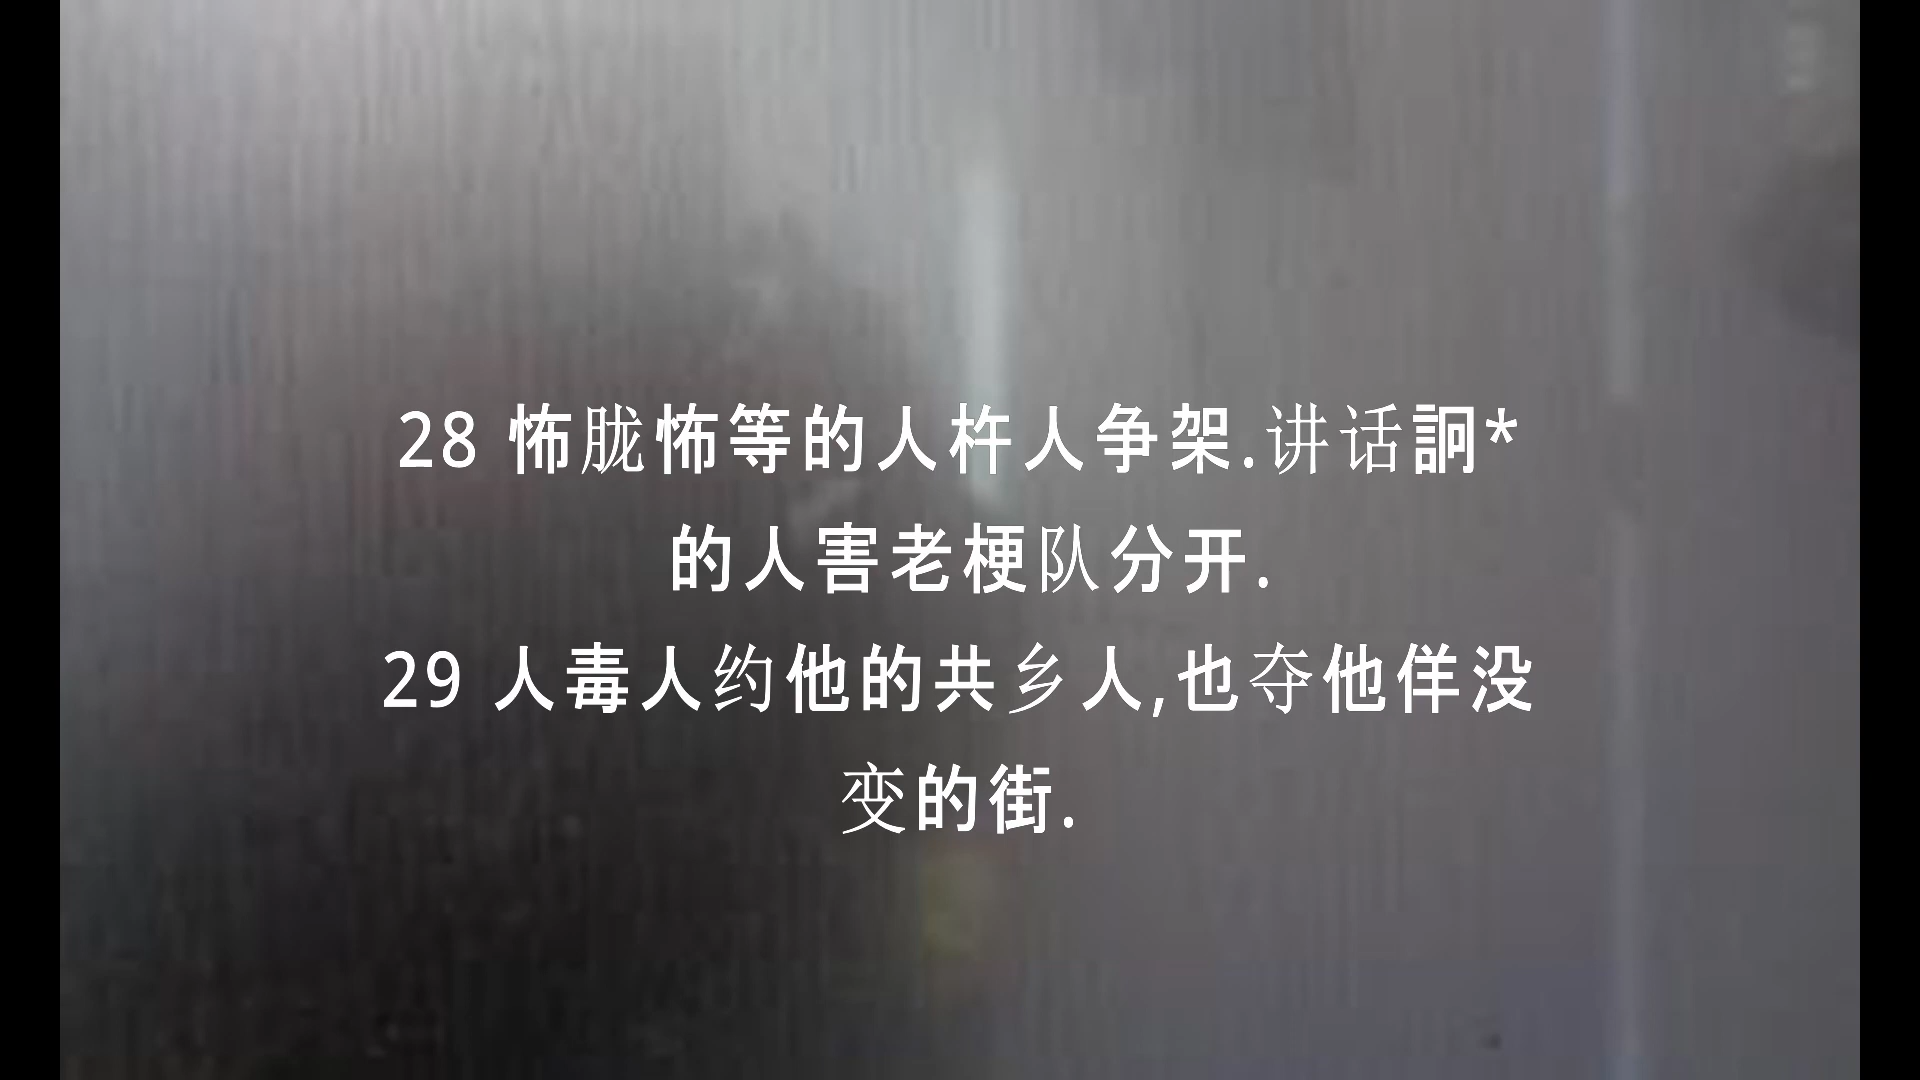 28 怖胧怖等的人杵人争架.讲话詗*
的人害老梗队分开.
29 人毒人约他的共乡人,也夺他佯没
变的街.